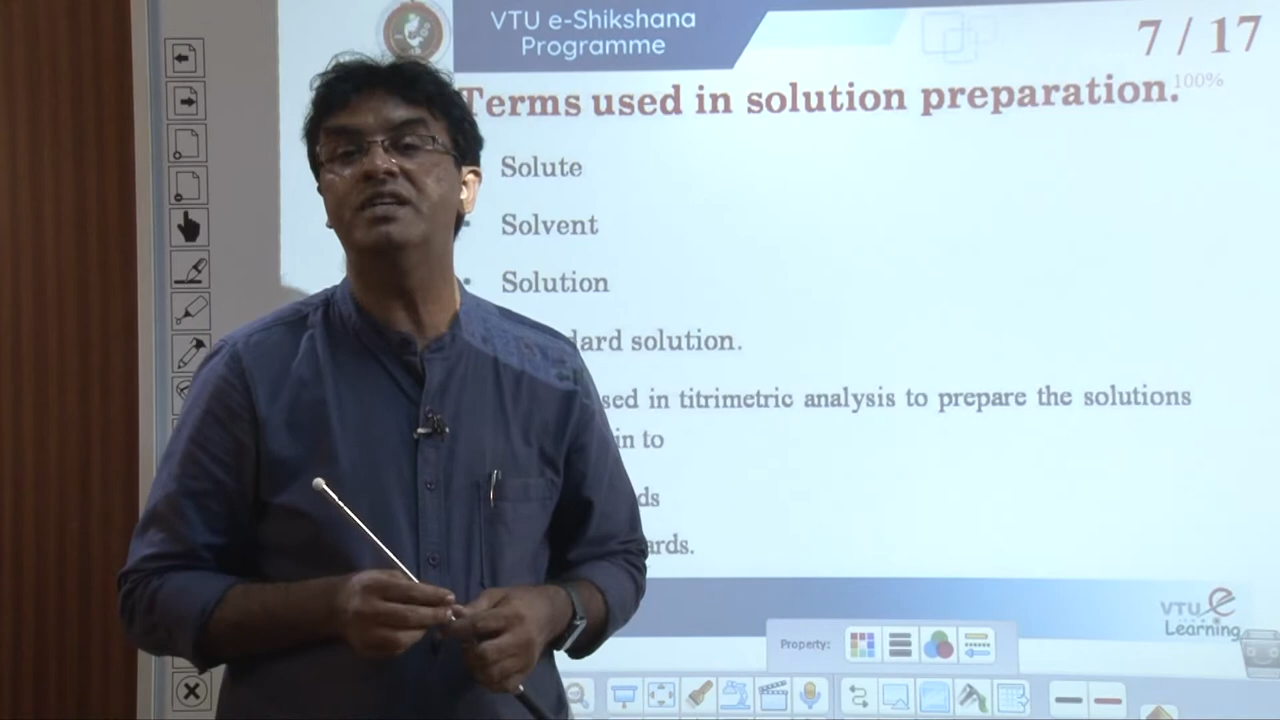 VTU e-Shikshana
Programme
7 / 17
100%
Terms used in solution preparation.
Solute
Solvent
Solution
dard solution.
sed in titrimetric analysis to prepare the solutions
in to
ds
ards.
VTU e
Learning
Property: